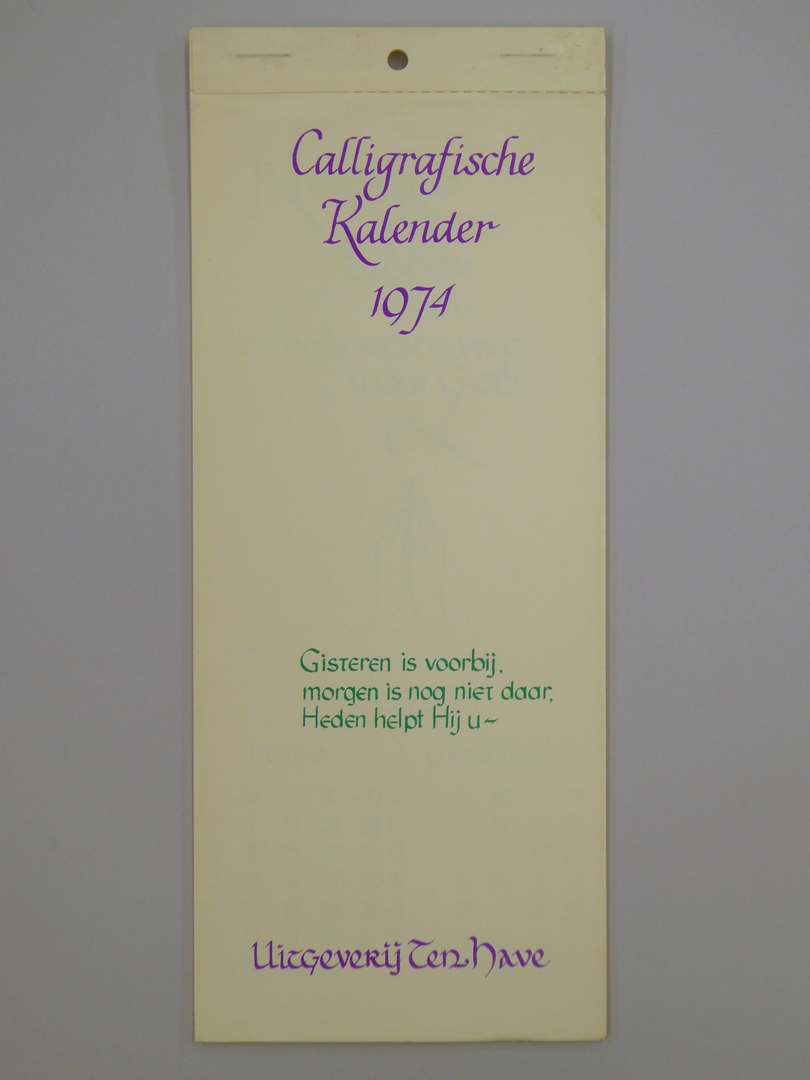 Calligrafische
Kalender
1974
Gisteren is voorbij,
morgen is nog niet daar,
Heden helpt Hij u~
Uitgeverij Ten Have